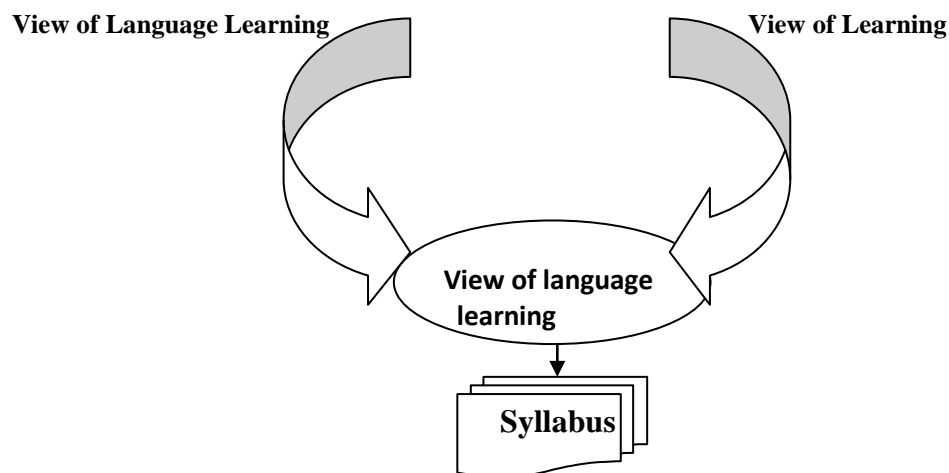 View of Language Learning
View of Learning
View of language
learning
Syllabus